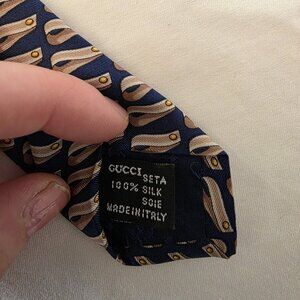 GUCCI
SETA
100% SILK
SOIE
MADE IN ITALY